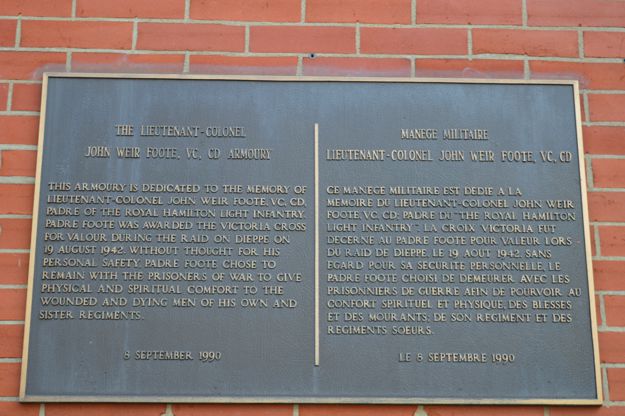 THE LIEUTENANT-COLONEL
JOHN WEIR FOOTE, VC, CD ARMOURY
THIS ARMOURY IS DEDICATED TO THE MEMORY OF
LIEUTENANT-COLONEL JOHN WEIR FOOTE, VC, CD,
PADRE OF THE ROYAL HAMILTON LIGHT INFANTRY.
PADRE FOOTE WAS AWARDED THE VICTORIA CROSS
FOR VALOUR DURING THE RAID ON DIEPPE ON
19 AUGUST 1942. WITHOUT THOUGHT FOR HIS
PERSONAL SAFETY, PADRE FOOTE CHOSE TO
REMAIN WITH THE PRISONERS OF WAR TO GIVE
PHYSICAL AND SPIRITUAL COMFORT TO THE
WOUNDED AND DYING MEN OF HIS OWN AND
SISTER REGIMENTS.
8 SEPTEMBER 1990
MANEGE MILITAIRE
LIEUTENANT-COLONEL JOHN WEIR FOOTE, VC, CD
CE MANEGE MILITAIRE EST DEDIE A LA
MEMOIRE DU LIEUTENANT-COLONEL JOHN WEIR
FOOTE, VC, CD; PADRE DU "THE ROYAL HAMILTON
LIGHT INFANTRY". LA CROIX VICTORIA FUT
DECERNE AU PADRE FOOTE POUR VALEUR LORS
DU RAID DE DIEPPE, LE 19 AOUT 1942. SANS
EGARD POUR SA SECURITE PERSONNELLE, LE
PADRE FOOTE CHOISI DE DEMEURER AVEC LES
PRISONNIERS DE GUERRE AFIN DE POURVOIR AU
CONFORT SPIRITUEL ET PHYSIQUE, DES BLESSES
ET DES MOURANTS; DE SON REGIMENT ET DES
REGIMENTS SOEURS.
LE 8 SEPTEMBRE 1990